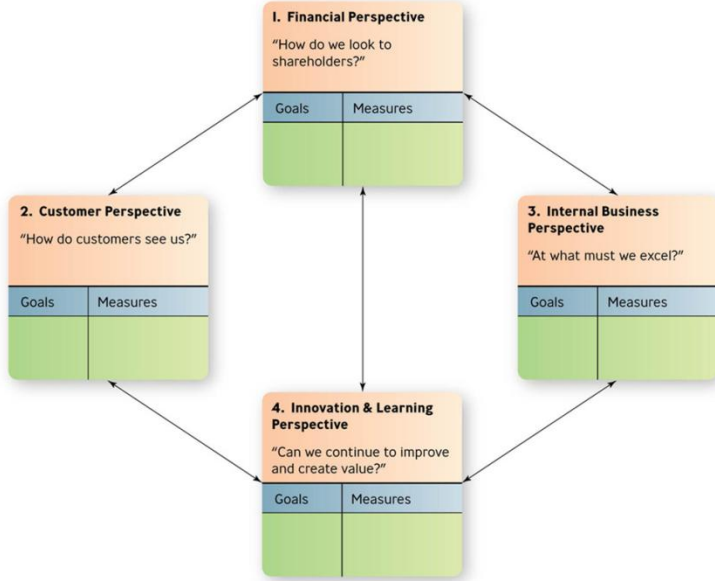 1. Financial Perspective
“How do we look to
shareholders?”
Goals
Measures
2. Customer Perspective
“How do customers see us?”
Goals
Measures
3. Internal Business
Perspective
“At what must we excel?”
Goals
Measures
4. Innovation & Learning
Perspective
“Can we continue to improve
and create value?”
Goals
Measures